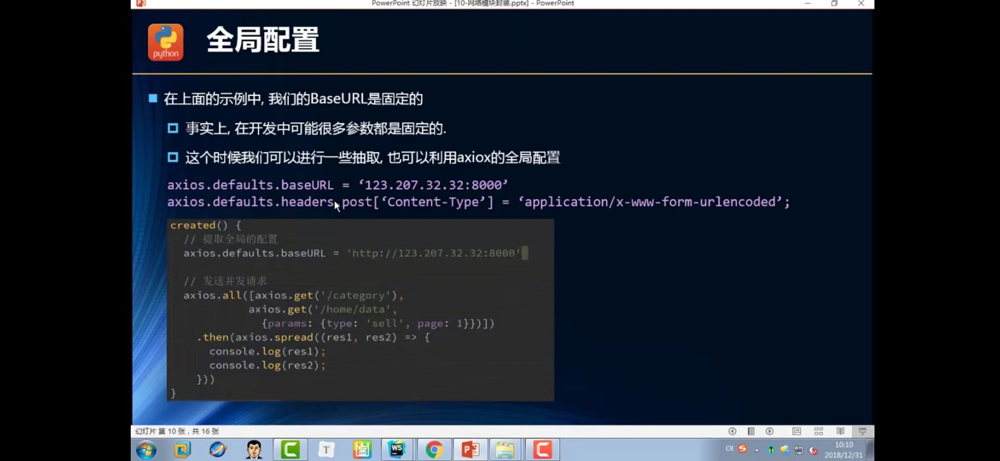 PowerPoint 幻灯片放映 - [10-网络模块封装.pptx] - PowerPoint
python
全局配置
在上面的示例中, 我们的BaseURL是固定的
事实上, 在开发中可能很多参数都是固定的.
这个时候我们可以进行一些抽取, 也可以利用axiox的全局配置
axios.defaults.baseURL = ‘123.207.32.32:8000’
axios.defaults.headers.post[‘Content-Type’] = ‘application/x-www-form-urlencoded’;
created() {
// 提取全局的配置
axios.defaults.baseURL = 'http://123.207.32.32:8000'
// 发送并发请求
axios.all([axios.get('/category'),
axios.get('/home/data',
{params: {type: 'sell', page: 1}})])
.then(axios.spread((res1, res2) => {
console.log(res1);
console.log(res2);
}))
}
幻灯片 第 10 张，共 16 张
T
WS
CH
10:10
2018/12/31